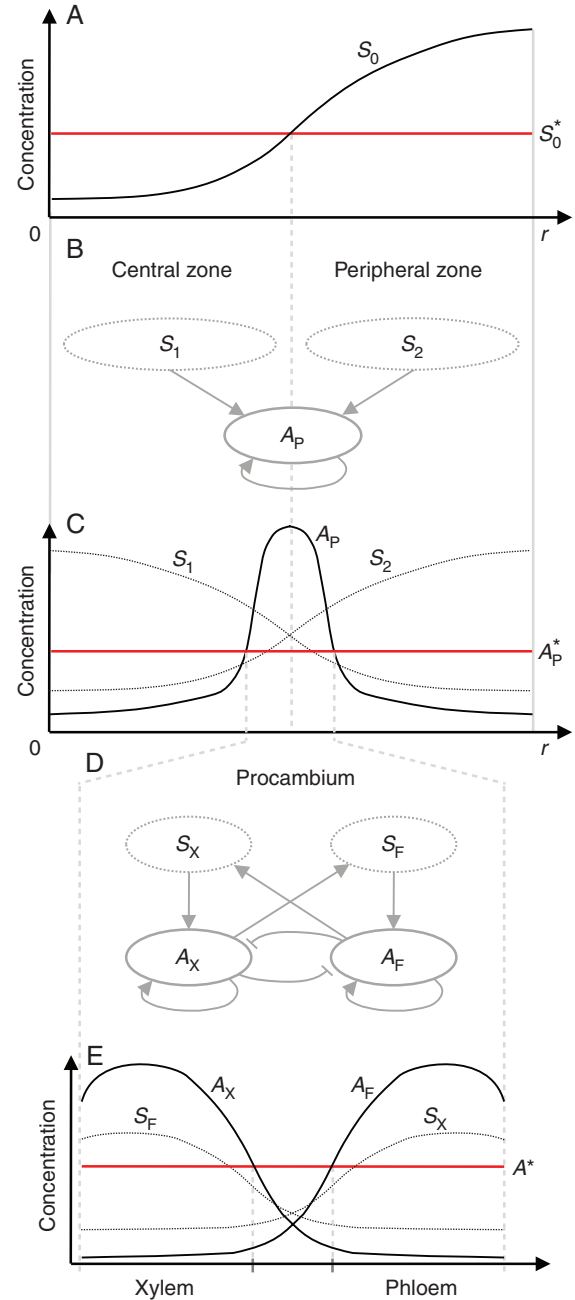 A
Concentration
S0
S0*
0
r
B
Central zone
Peripheral zone
S1
S2
AP
C
Concentration
S1
AP
S2
AP*
0
r
D
Procambium
SX
SF
AX
AF
E
Concentration
AX
AF
SF
SX
A*
Xylem
Phloem